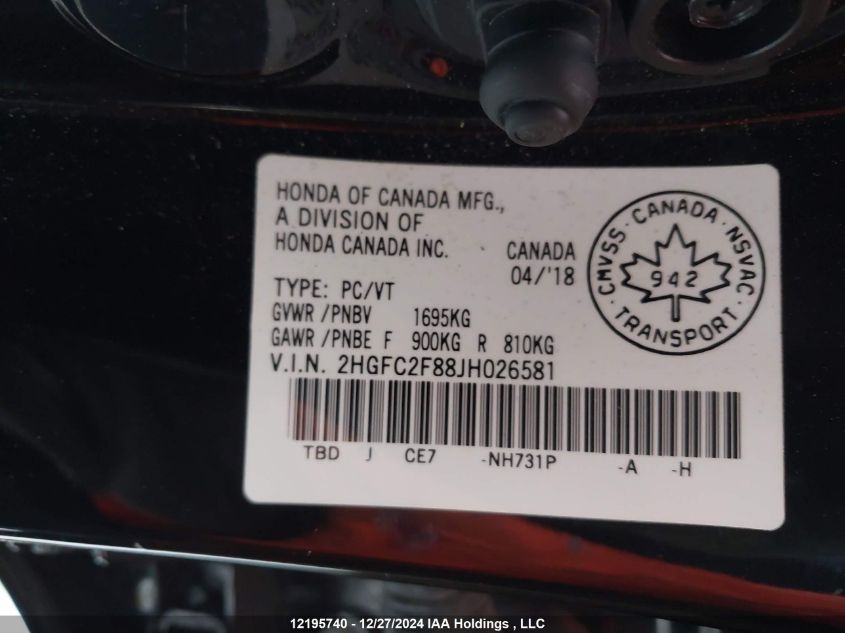 HONDA OF CANADA MFG.,
A DIVISION OF
HONDA CANADA INC.
CANADA
04/'18
TYPE: PC/VT
GVWR /PNBV 1695KG
GAWR /PNBE F 900KG R 810KG
V.I.N. 2HGFC2F88JH026581
TBD J CE7 -NH731P -A -H
CMVSS · CANADA · NSVAC
942
TRANSPORT
12195740 - 12/27/2024 IAA Holdings , LLC